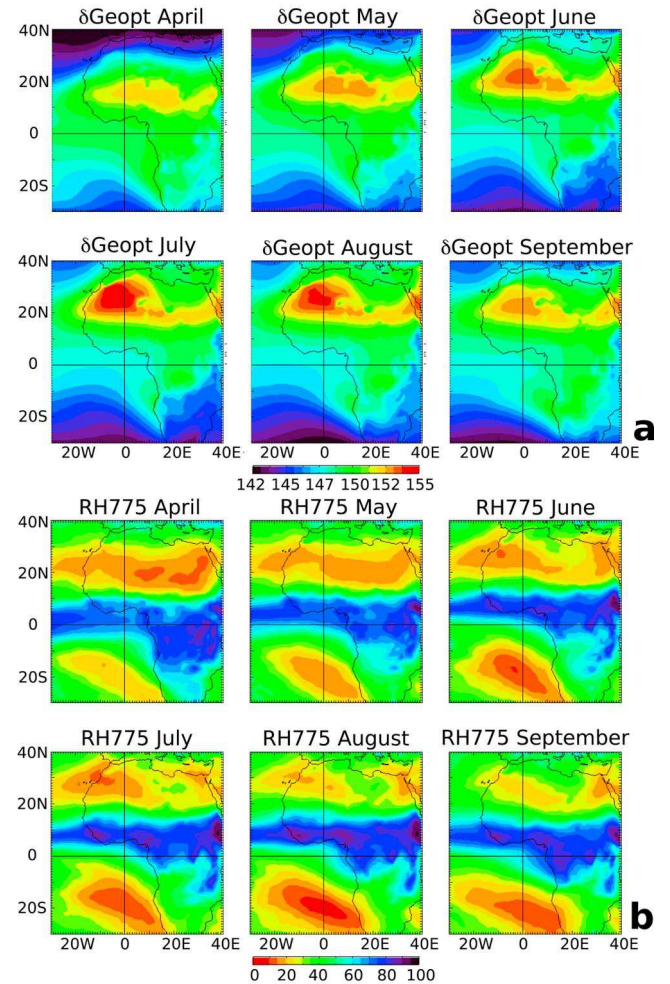 δGeopt April δGeopt May δGeopt June
40N
20N
0
20S
δGeopt July δGeopt August δGeopt September
40N
20N
0
20S
20W 0 20E 40E 20W 0 20E 40E 20W 0 20E 40E
a
142 145 147 150 152 155
RH775 April RH775 May RH775 June
40N
20N
0
20S
RH775 July RH775 August RH775 September
40N
20N
0
20S
20W 0 20E 40E 20W 0 20E 40E 20W 0 20E 40E
b
0 20 40 60 80 100